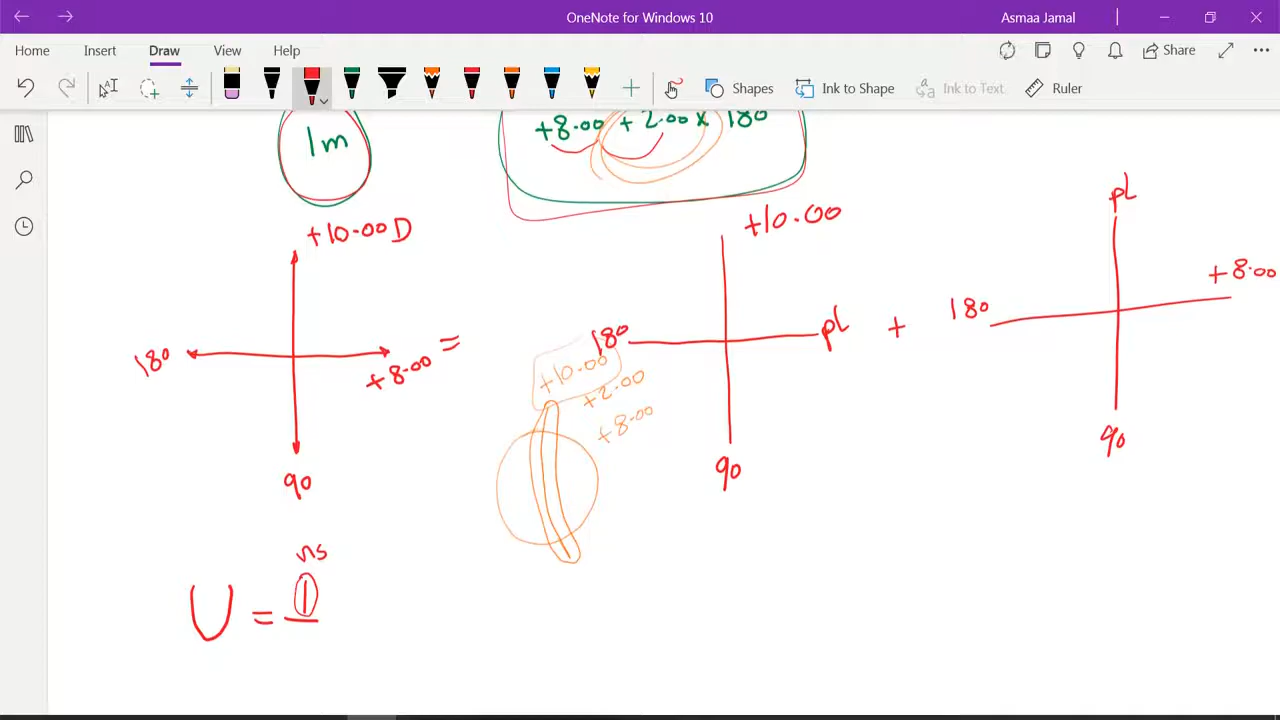 OneNote for Windows 10
Asmaa Jamal
Home Insert Draw View Help
Share
Shapes
Ink to Shape
Ink to Text
Ruler
1m
+8.00 + 2.00 x 180
+10.00 D
180
+8.00
90
=
+10.00
180
pl
90
+10.00
+2.00
+8.00
+
pl
180
+8.00
90
ns
U = 1